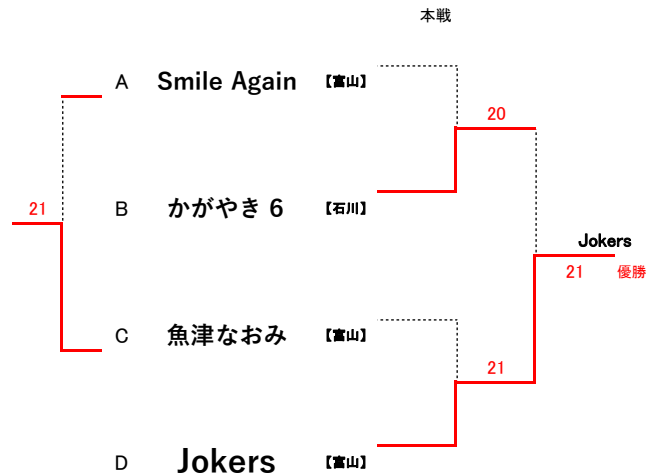 本戦
A Smile Again 【富山】
20
21 B かがやき 6 【石川】
Jokers
21 優勝
C 魚津なおみ 【富山】
21
D Jokers 【富山】